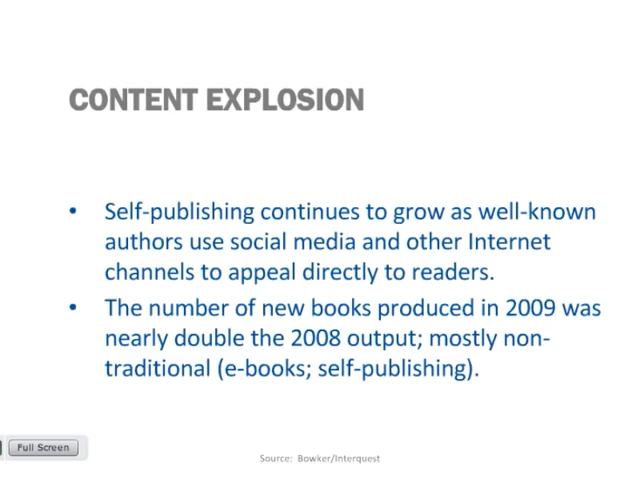 CONTENT EXPLOSION
• Self-publishing continues to grow as well-known
authors use social media and other Internet
channels to appeal directly to readers.
• The number of new books produced in 2009 was
nearly double the 2008 output; mostly non-
traditional (e-books; self-publishing).
Full Screen
Source: Bowker/Interquest